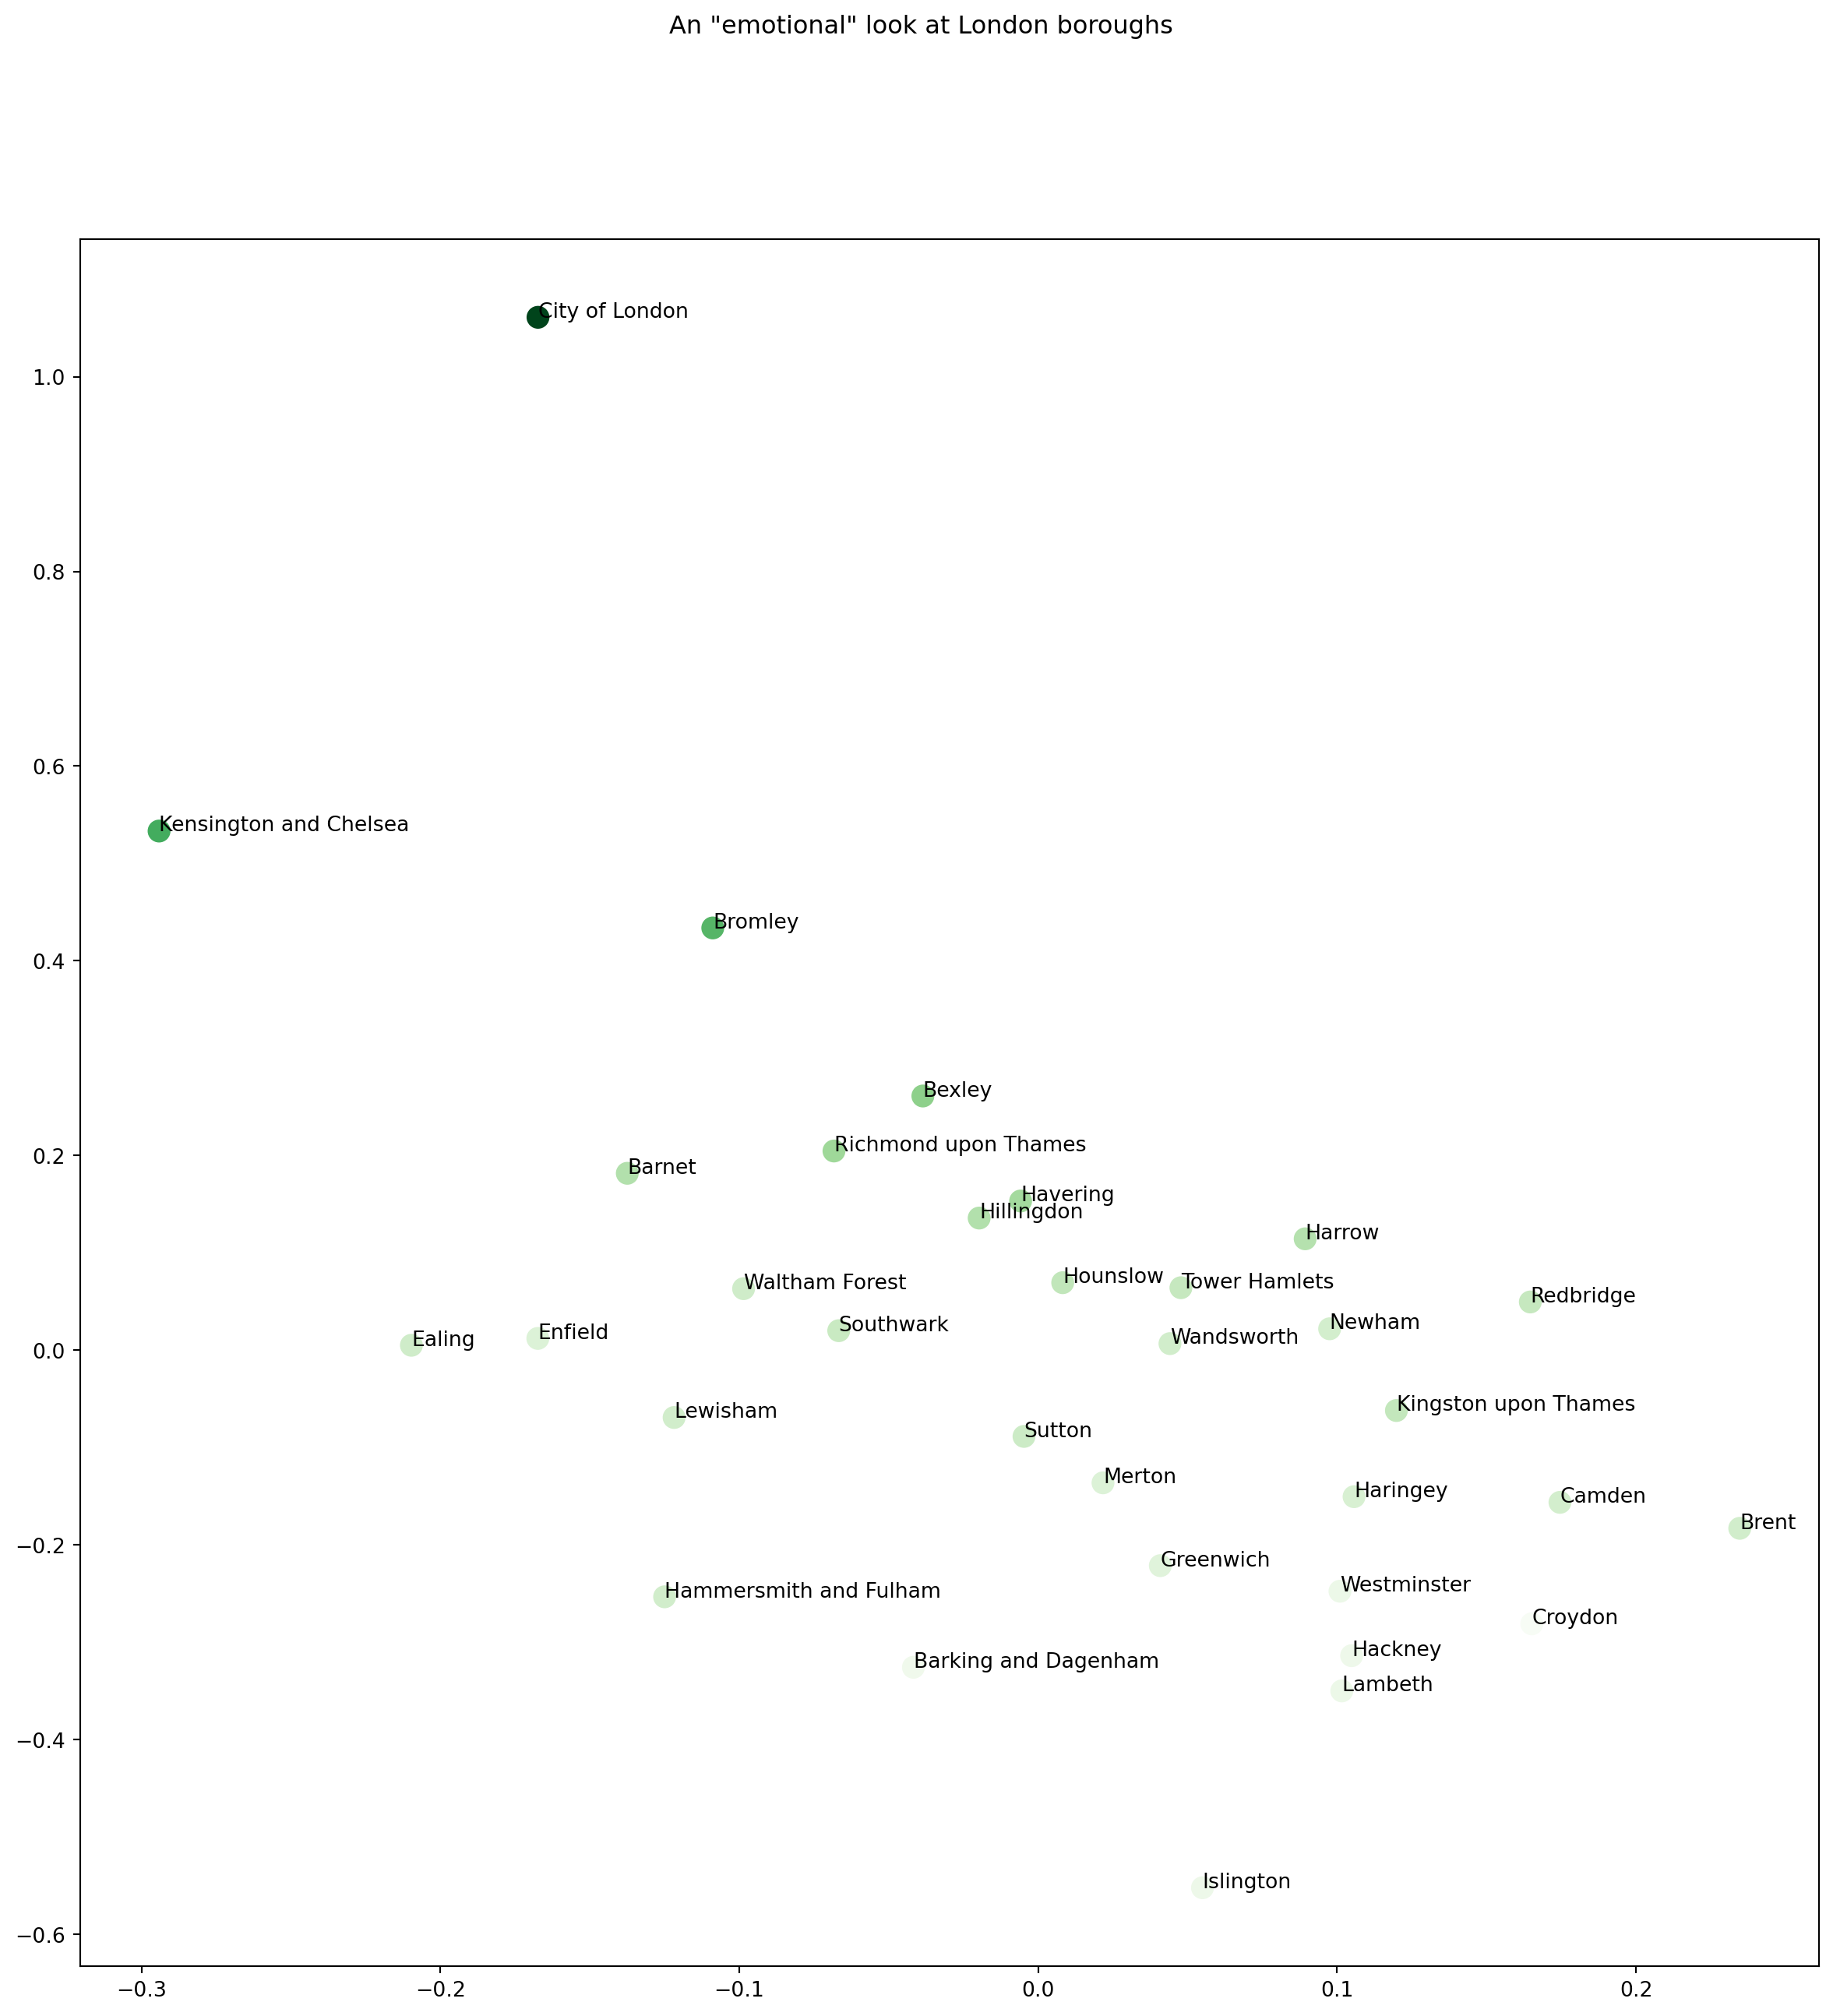 An "emotional" look at London boroughs
City of London
1.0
0.8
0.6
Kensington and Chelsea
Bromley
0.4
Bexley
Richmond upon Thames
0.2
Barnet
Havering
Hillingdon
Harrow
Waltham Forest
Hounslow
Tower Hamlets
Redbridge
Southwark
Newham
Ealing
Enfield
Wandsworth
0.0
Kingston upon Thames
Lewisham
Sutton
Merton
Haringey
Camden
Brent
−0.2
Greenwich
Westminster
Hammersmith and Fulham
Croydon
Hackney
Barking and Dagenham
Lambeth
−0.4
Islington
−0.6
−0.3 −0.2 −0.1 0.0 0.1 0.2